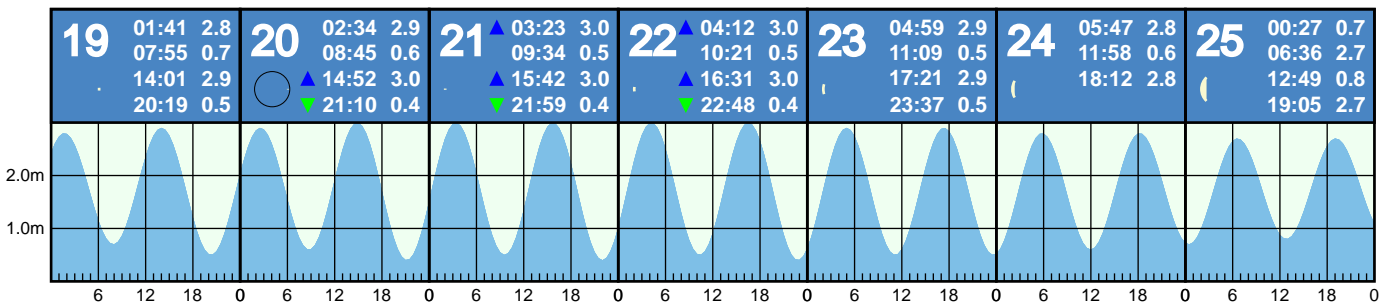 19 01:41 2.8
07:55 0.7
14:01 2.9
20:19 0.5
20 02:34 2.9
08:45 0.6
▲ 14:52 3.0
▼ 21:10 0.4
21 ▲ 03:23 3.0
09:34 0.5
▲ 15:42 3.0
▼ 21:59 0.4
22 ▲ 04:12 3.0
10:21 0.5
▲ 16:31 3.0
▼ 22:48 0.4
23 04:59 2.9
11:09 0.5
17:21 2.9
23:37 0.5
24 05:47 2.8
11:58 0.6
18:12 2.8
25 00:27 0.7
06:36 2.7
12:49 0.8
19:05 2.7
2.0m
1.0m
6 12 18 0 6 12 18 0 6 12 18 0 6 12 18 0 6 12 18 0 6 12 18 0 6 12 18 0